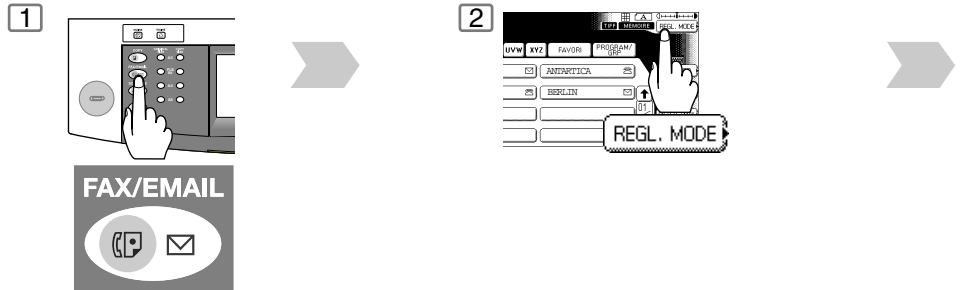 1
FAX/EMAIL
2
A
TIFF MEMOIRE REGL. MODE
UVW XYZ FAVORI PROGRAM/
GRP
ANTARTICA
BERLIN
01
REGL. MODE